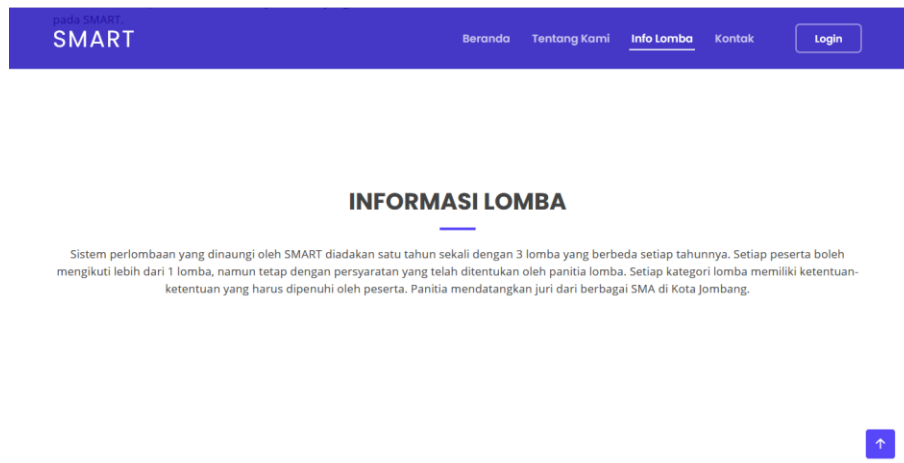 pada SMART.
SMART
Beranda Tentang Kami Info Lomba Kontak Login
INFORMASI LOMBA
Sistem perlombaan yang dinaungi oleh SMART diadakan satu tahun sekali dengan 3 lomba yang berbeda setiap tahunnya. Setiap peserta boleh
mengikuti lebih dari 1 lomba, namun tetap dengan persyaratan yang telah ditentukan oleh panitia lomba. Setiap kategori lomba memiliki ketentuan-
ketentuan yang harus dipenuhi oleh peserta. Panitia mendatangkan juri dari berbagai SMA di Kota Jombang.